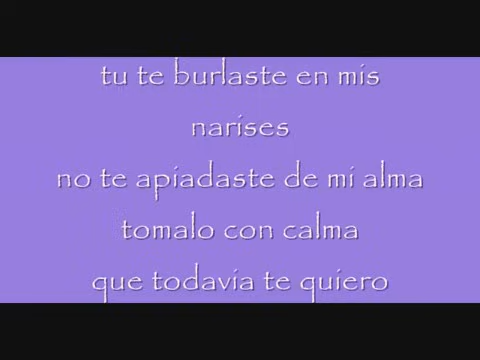 tu te burlaste en mis
narises
no te apiadaste de mi alma
tomalo con calma
que todavia te quiero